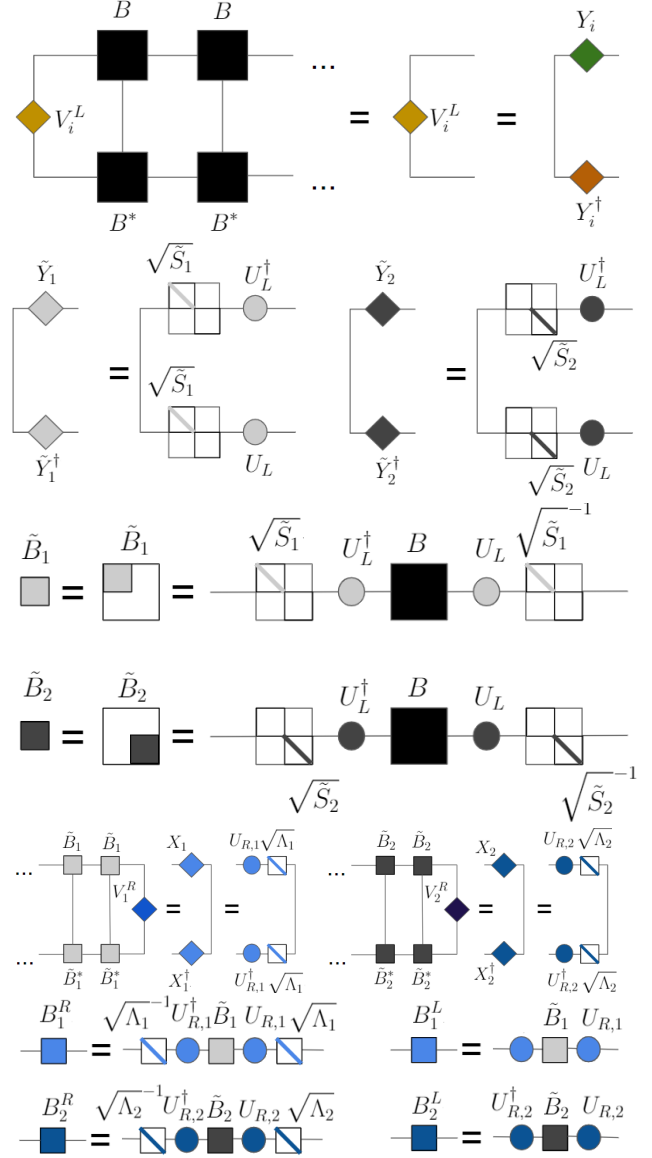 B B
...
V_i^L = V_i^L = Y_i
...
B^* B^* Y_i^†
√S̃_1
Ỹ_1 U_L^† Ỹ_2 U_L^†
= √S̃_1 = √S̃_2
Ỹ_1^† U_L Ỹ_2^† √S̃_2 U_L
B̃_1 B̃_1 √S̃_1 U_L^† B U_L √S̃_1^{-1}
= =
B̃_2 B̃_2 U_L^† B U_L
= =
√S̃_2 √S̃_2^{-1}
B̃_1 B̃_1 X_1 U_{R,1} √Λ_1 B̃_2 B̃_2 X_2 U_{R,2} √Λ_2
... ...
V_1^R = = V_2^R = =
... ...
B̃_1^* B̃_1^* X_1^† U_{R,1}^† √Λ_1 B̃_2^* B̃_2^* X_2^† U_{R,2}^† √Λ_2
B_1^R √Λ_1^{-1} U_{R,1}^† B̃_1 U_{R,1} √Λ_1 B_1^L B̃_1 U_{R,1}
= =
B_2^R √Λ_2^{-1} U_{R,2}^† B̃_2 U_{R,2} √Λ_2 B_2^L U_{R,2}^† B̃_2 U_{R,2}
= =